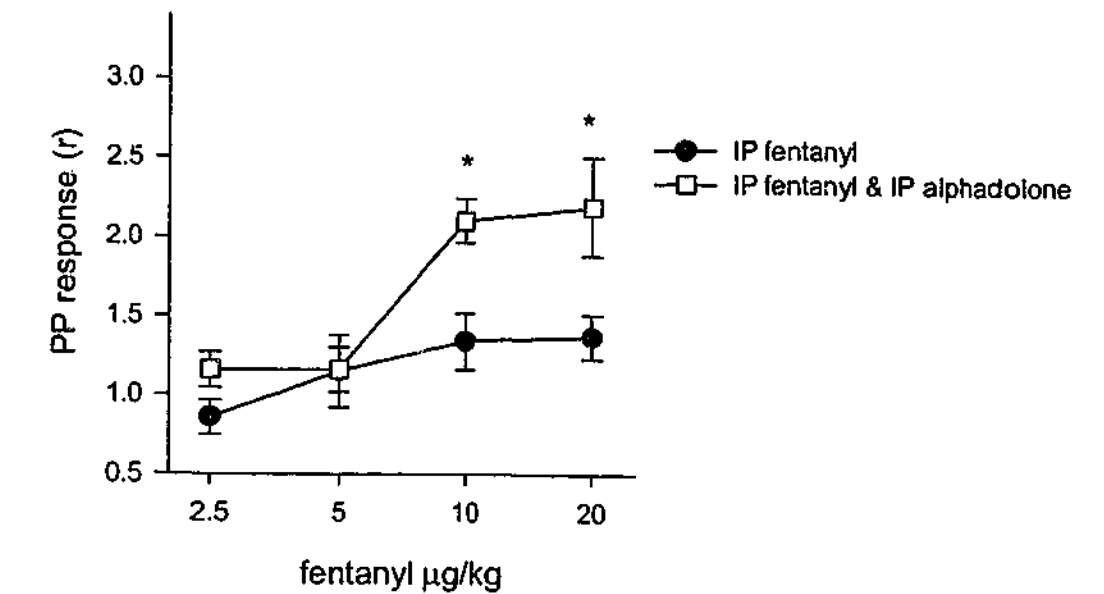 PP response (r)
3.0
2.5
2.0
1.5
1.0
0.5
*
*
IP fentanyl
IP fentanyl & IP alphadolone
2.5 5 10 20
fentanyl µg/kg